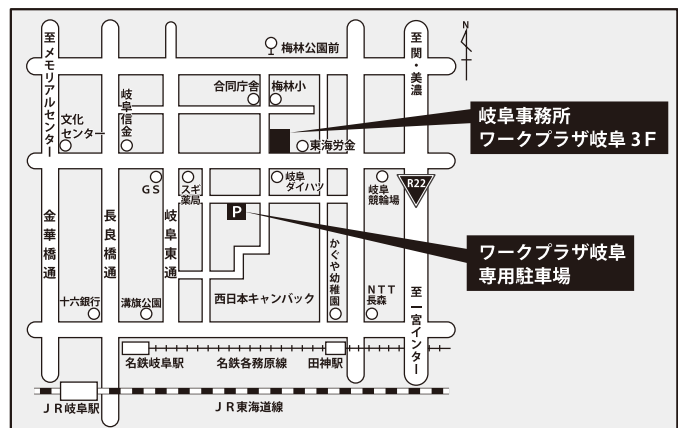 至メモリアルセンター
梅林公園前
至関・美濃
N
合同庁舎
梅林小
岐阜信金
文化
センター
岐阜事務所
ワークプラザ岐阜3F
東海労金
GS
スギ
薬局
岐阜
ダイハツ
岐阜
競輪場
R22
金華橋通
長良橋通
岐阜東通
P
かぐや幼稚園
ワークプラザ岐阜
専用駐車場
十六銀行
溝旗公園
西日本キャンパック
NTT
長森
至一宮インター
名鉄岐阜駅
名鉄各務原線
田神駅
JR岐阜駅
JR東海道線